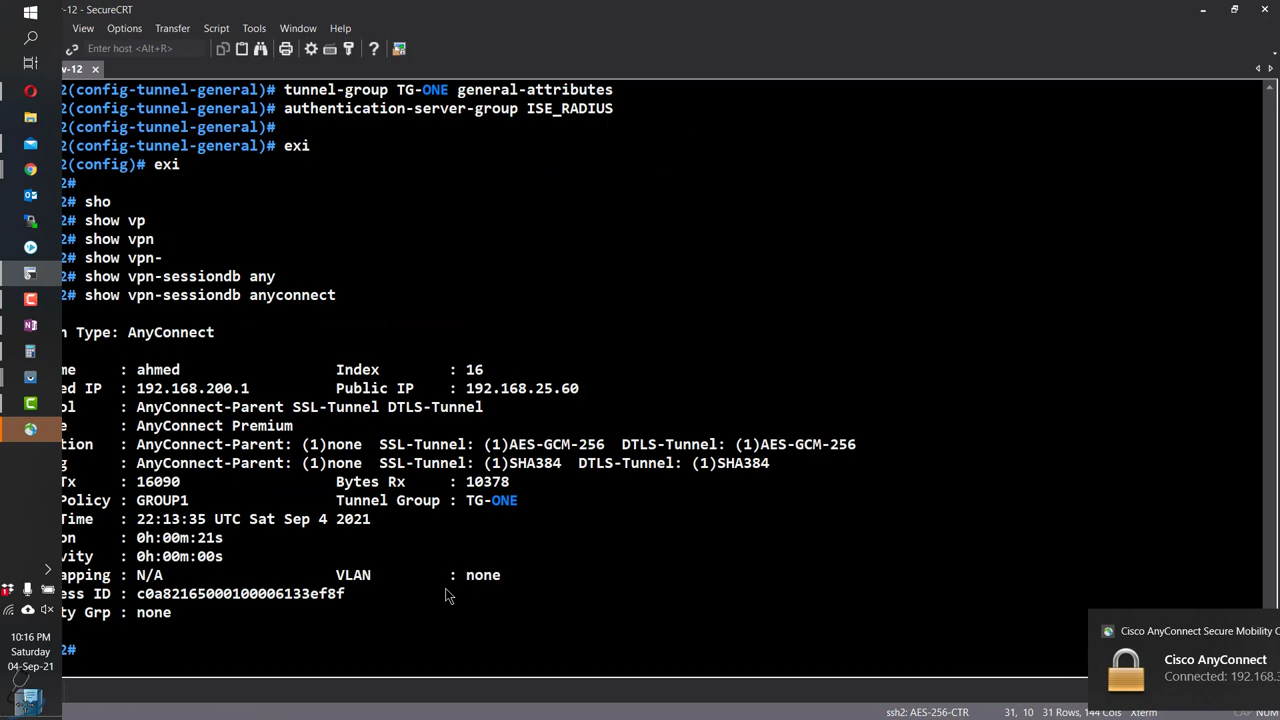 v-12 - SecureCRT
View Options Transfer Script Tools Window Help
Enter host <Alt+R>
v-12
2(config-tunnel-general)# tunnel-group TG-ONE general-attributes
2(config-tunnel-general)# authentication-server-group ISE_RADIUS
2(config-tunnel-general)#
2(config-tunnel-general)# exi
2(config)# exi
2#
2# sho
2# show vp
2# show vpn
2# show vpn-
2# show vpn-sessiondb any
2# show vpn-sessiondb anyconnect
n Type: AnyConnect
me : ahmed Index : 16
ed IP : 192.168.200.1 Public IP : 192.168.25.60
ol : AnyConnect-Parent SSL-Tunnel DTLS-Tunnel
e : AnyConnect Premium
tion : AnyConnect-Parent: (1)none SSL-Tunnel: (1)AES-GCM-256 DTLS-Tunnel: (1)AES-GCM-256
g : AnyConnect-Parent: (1)none SSL-Tunnel: (1)SHA384 DTLS-Tunnel: (1)SHA384
Tx : 16090 Bytes Rx : 10378
Policy : GROUP1 Tunnel Group : TG-ONE
Time : 22:13:35 UTC Sat Sep 4 2021
on : 0h:00m:21s
vity : 0h:00m:00s
apping : N/A VLAN : none
ess ID : c0a82165000100006133ef8f
ty Grp : none
2#
10:16 PM
Saturday
04-Sep-21
Cisco AnyConnect Secure Mobility C
Cisco AnyConnect
Connected: 192.168.3
ssh2: AES-256-CTR 31, 10 31 Rows, 144 Cols Xterm CAP NUM